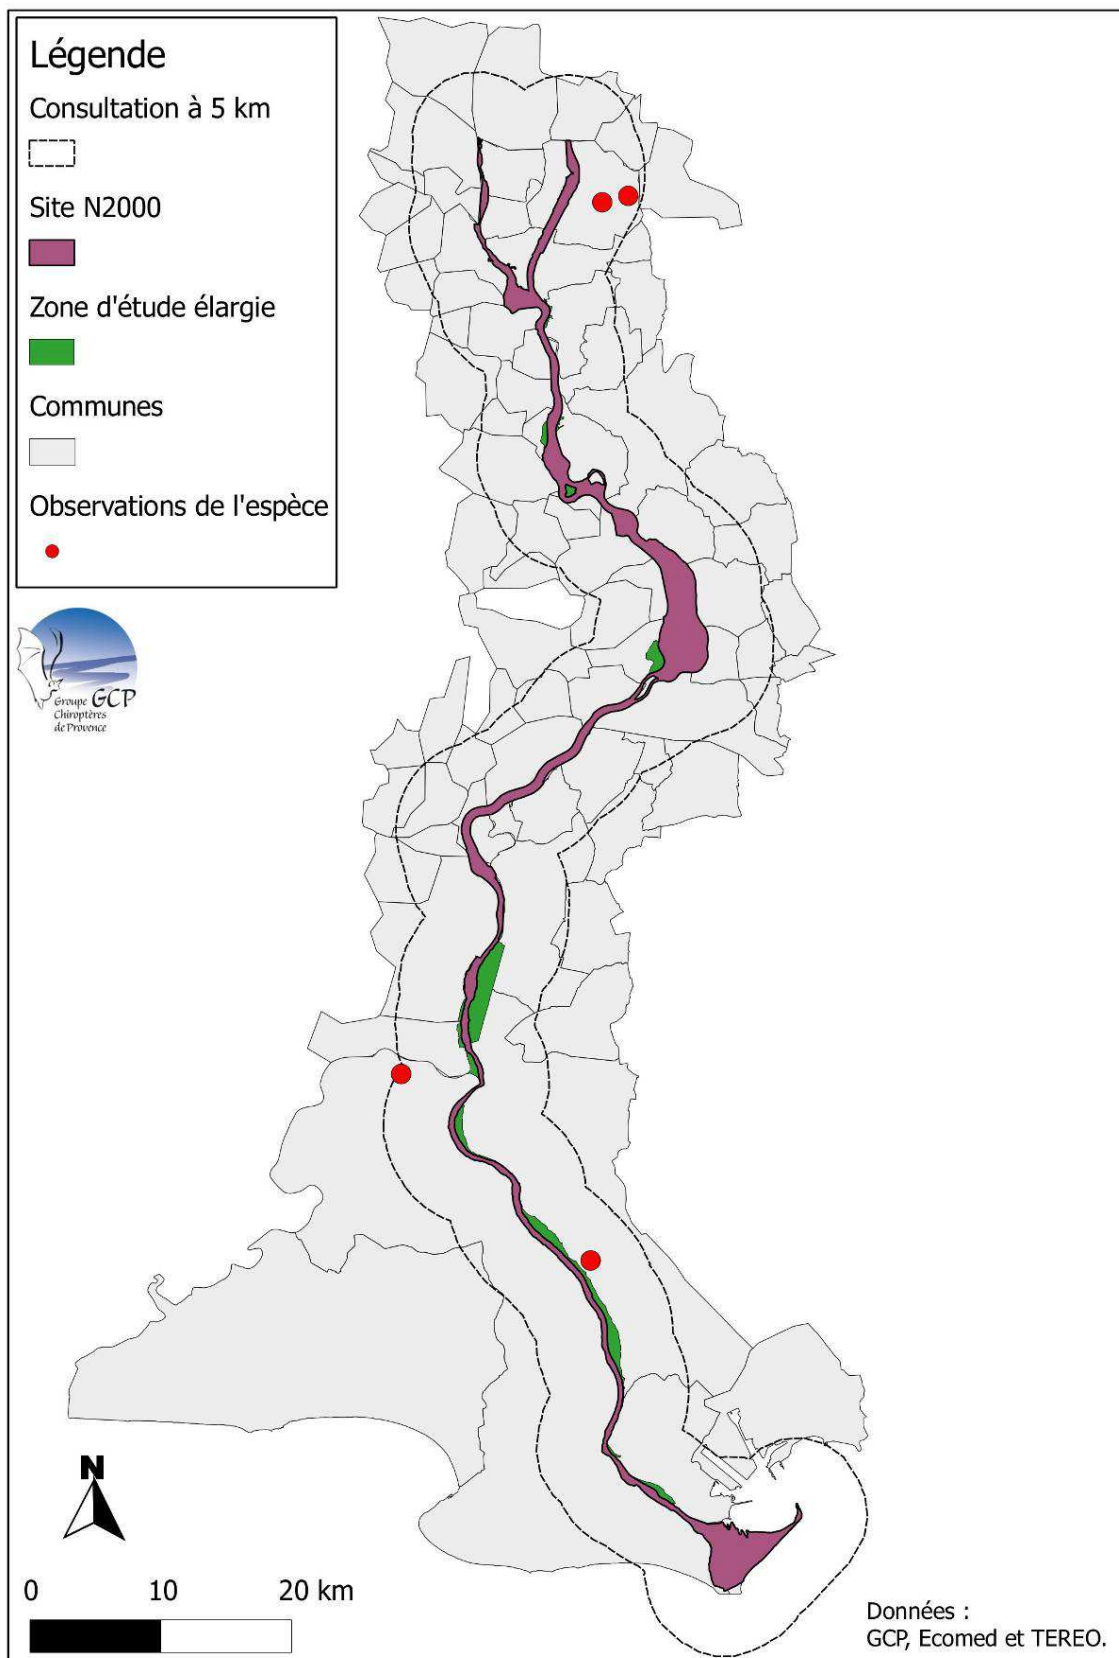 Légende
Consultation à 5 km
Site N2000
Zone d'étude élargie
Communes
Observations de l'espèce
Groupe GCP
Chiroptères
de Provence
N
0 10 20 km
Données :
GCP, Ecomed et TEREO.